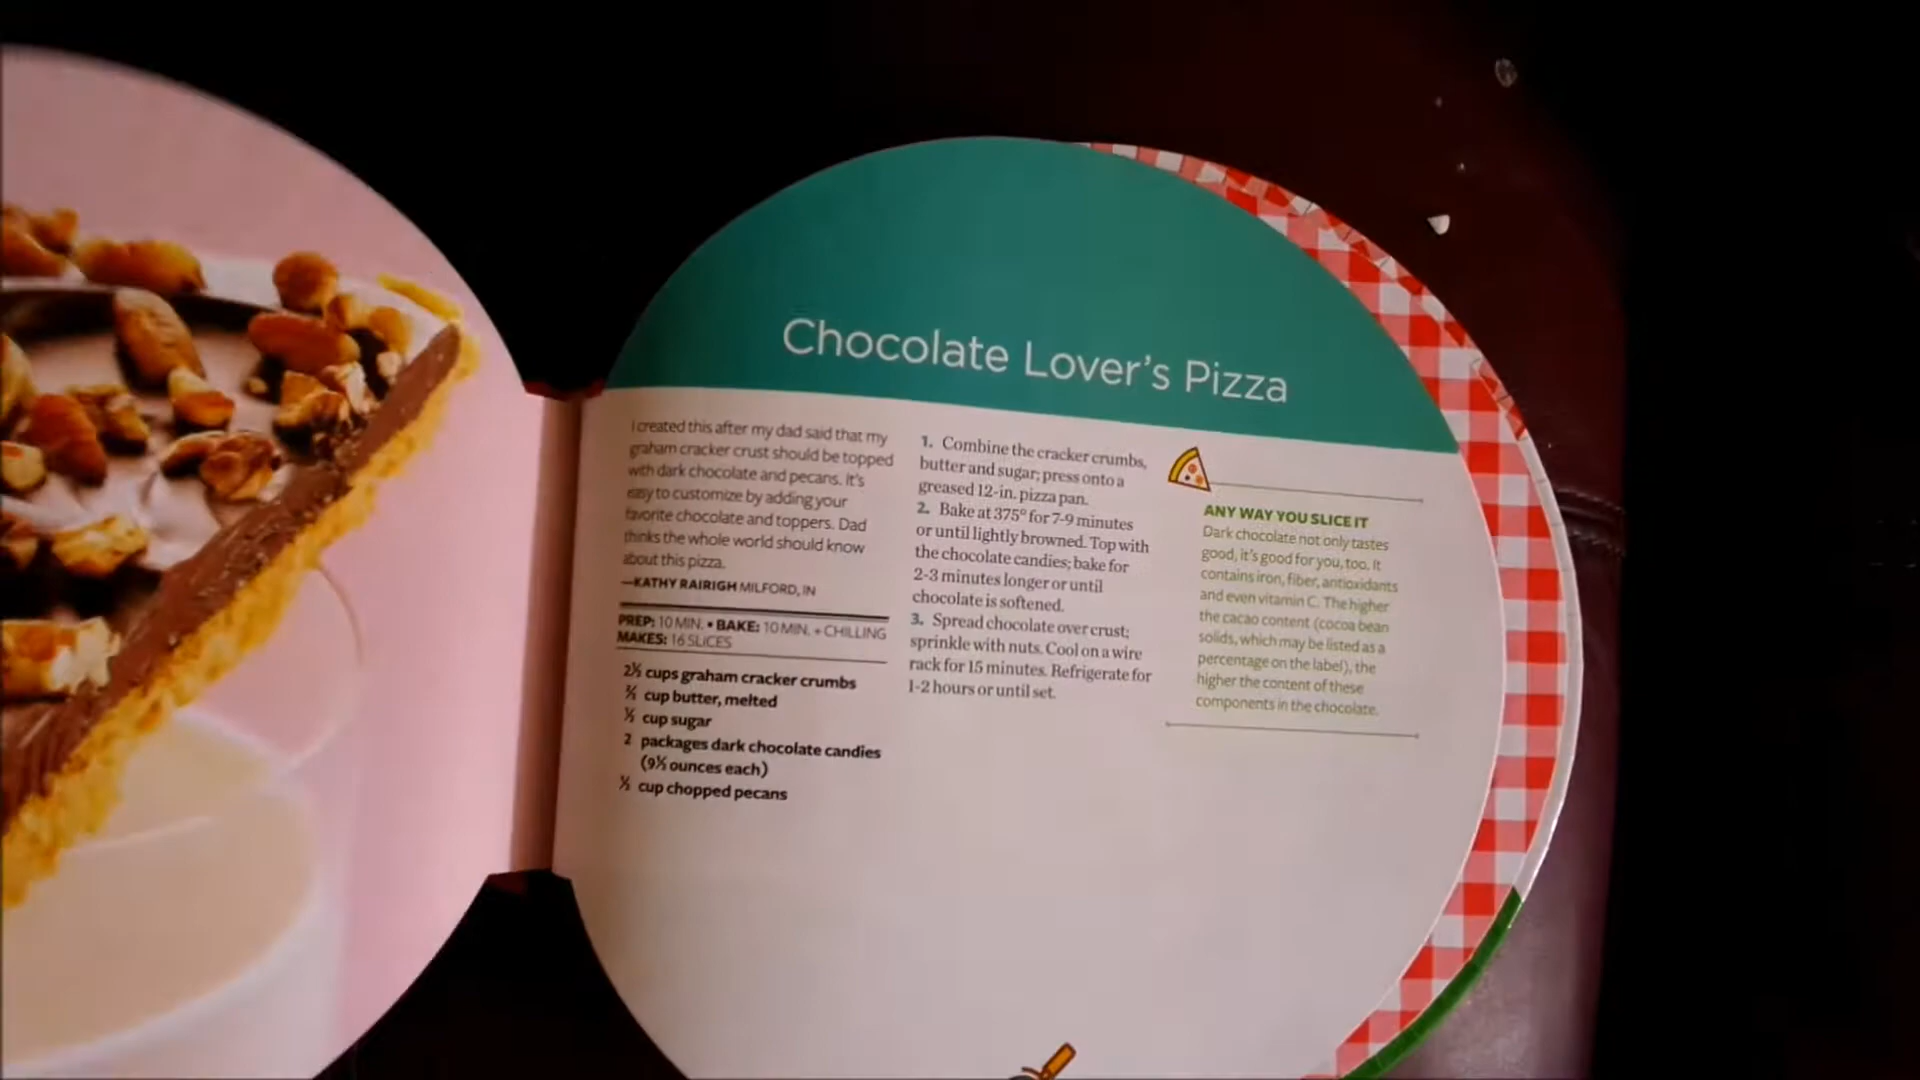 Chocolate Lover's Pizza
I created this after my dad said that my
graham cracker crust should be topped
with dark chocolate and pecans. It's
easy to customize by adding your
favorite chocolate and toppers. Dad
thinks the whole world should know
about this pizza.
—KATHY RAIRIGH MILFORD, IN
PREP: 10 MIN. • BAKE: 10 MIN. + CHILLING
MAKES: 16 SLICES
cups graham cracker crumbs
cup butter, melted
cup sugar
2 packages dark chocolate candies
ounces each)
cup chopped pecans
1. Combine the cracker crumbs,
butter and sugar; press onto a
greased 12-in. pizza pan.
2. Bake at 375° for 7-9 minutes
or until lightly browned. Top with
the chocolate candies; bake for
2-3 minutes longer or until
chocolate is softened.
3. Spread chocolate over crust;
sprinkle with nuts. Cool on a wire
rack for 15 minutes. Refrigerate for
1-2 hours or until set.
ANY WAY YOU SLICE IT
Dark chocolate not only tastes
good, it's good for you, too. It
contains iron, fiber, antioxidants
and even vitamin C. The higher
the cacao content (cocoa bean
solids, which may be listed as a
percentage on the label), the
higher the content of these
components in the chocolate.